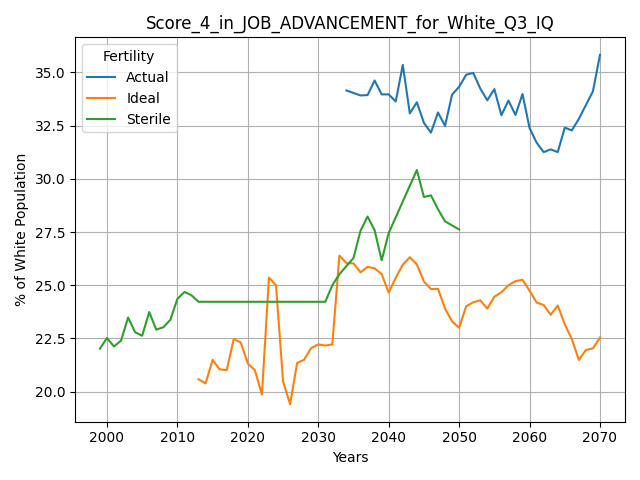 Score_4_in_JOB_ADVANCEMENT_for_White_Q3_IQ
Fertility
Actual
Ideal
Sterile
% of White Population
35.0
32.5
30.0
27.5
25.0
22.5
20.0
2000 2010 2020 2030 2040 2050 2060 2070
Years